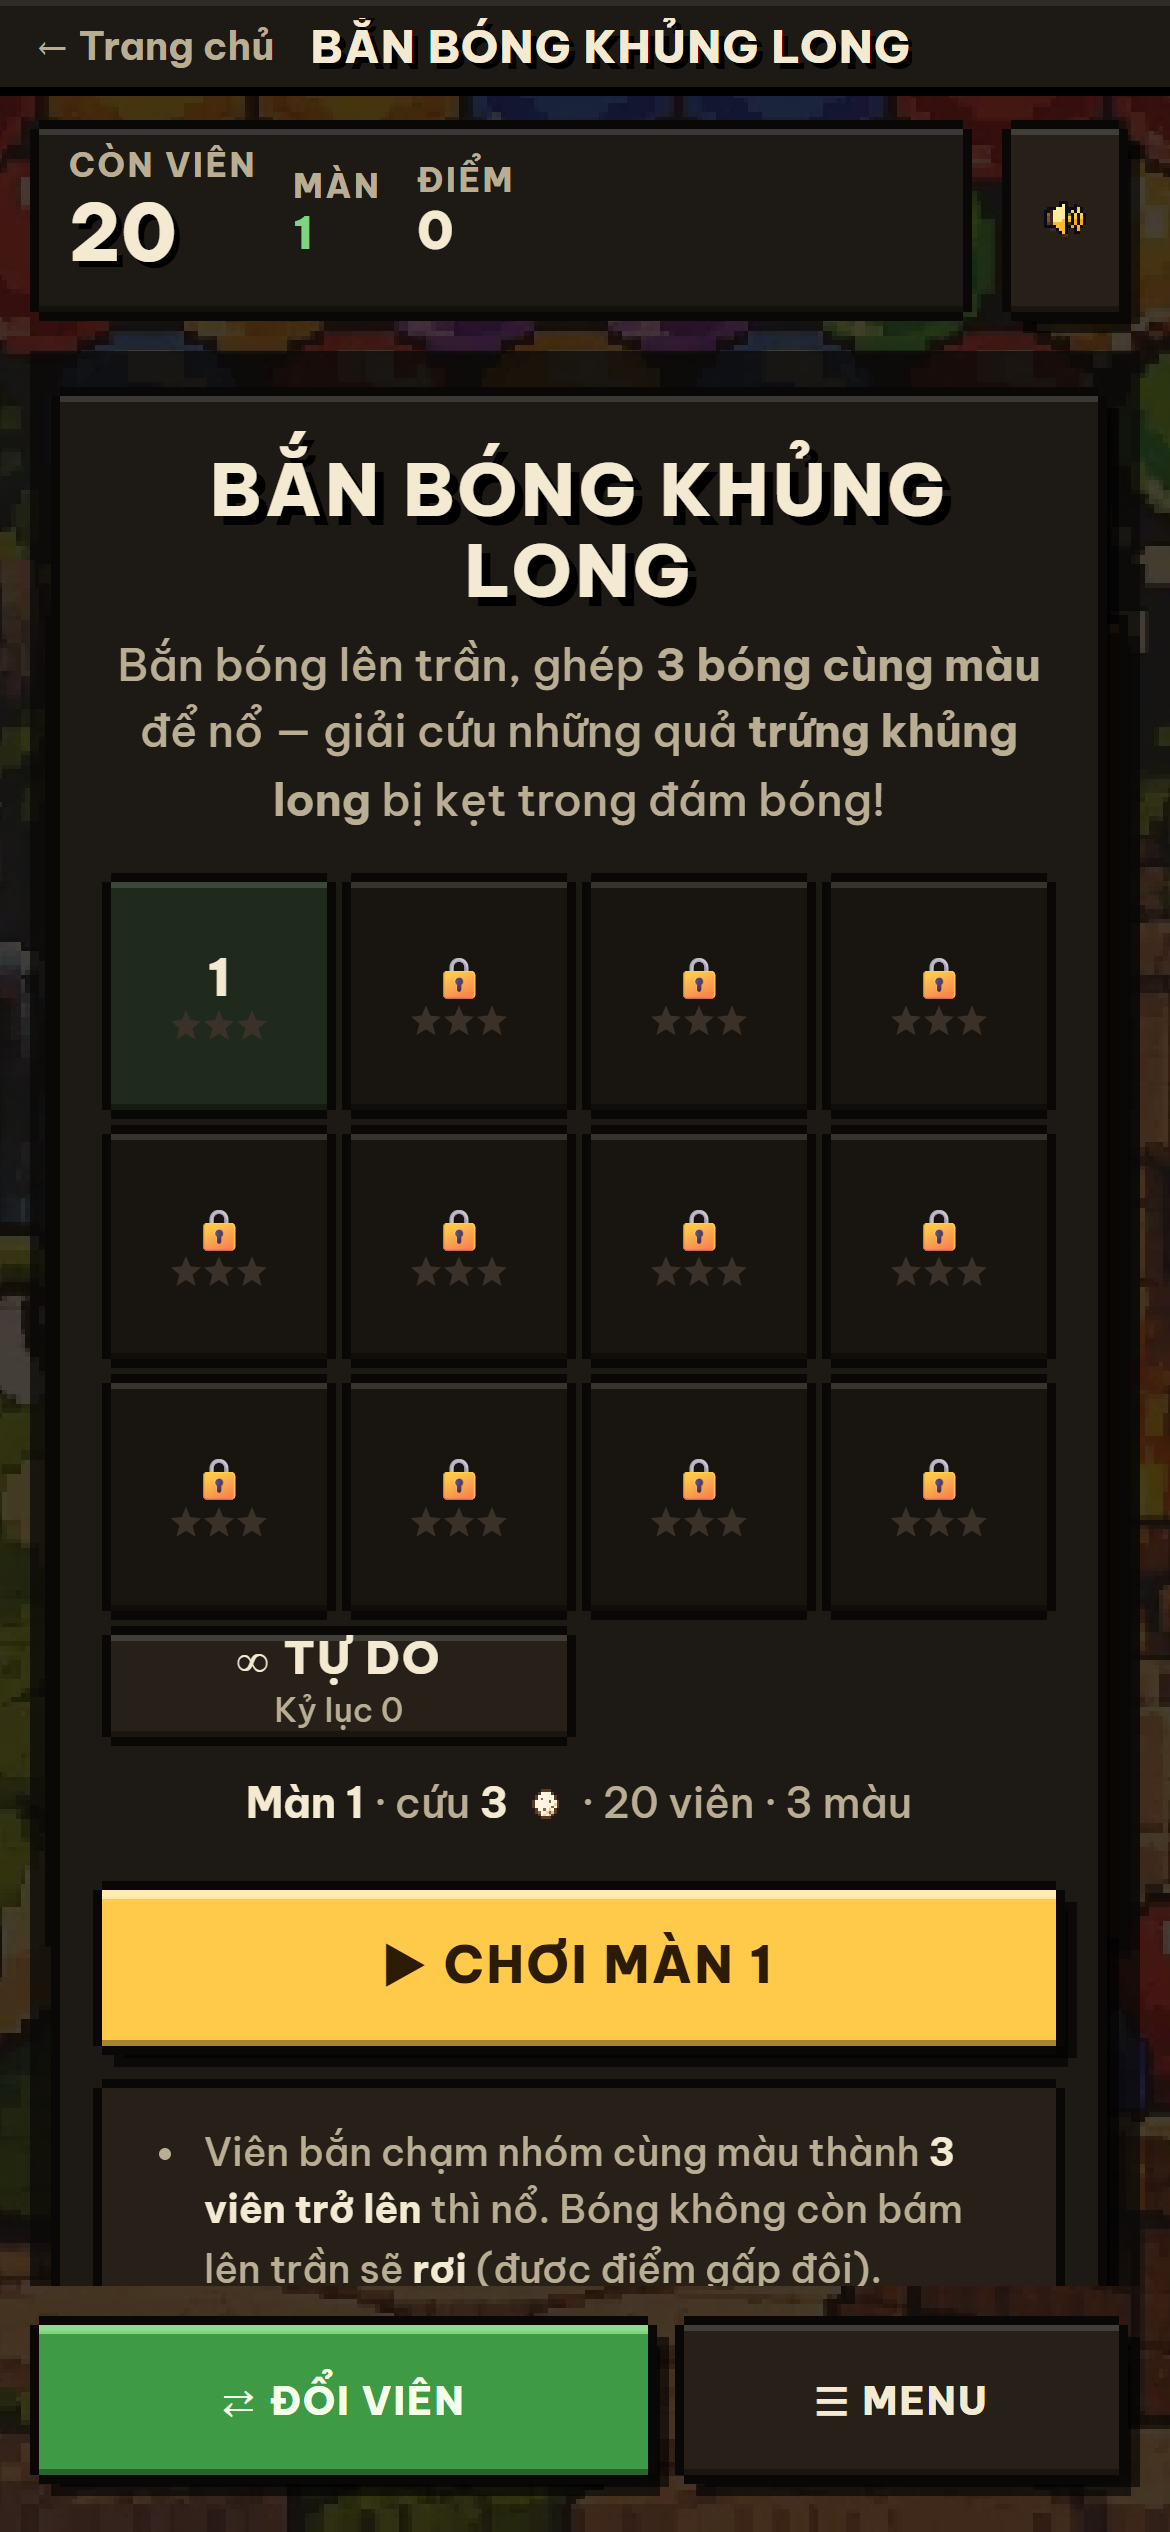 ← Trang chủ BẮN BÓNG KHỦNG LONG
CÒN VIÊN MÀN ĐIỂM
20 1 0
BẮN BÓNG KHỦNG
LONG
Bắn bóng lên trần, ghép 3 bóng cùng màu
để nổ — giải cứu những quả trứng khủng
long bị kẹt trong đám bóng!
1
∞ TỰ DO
Kỷ lục 0
Màn 1 · cứu 3 · 20 viên · 3 màu
▶ CHƠI MÀN 1
• Viên bắn chạm nhóm cùng màu thành 3
viên trở lên thì nổ. Bóng không còn bám
lên trần sẽ rơi (được điểm gấp đôi).
⇄ ĐỔI VIÊN
☰ MENU